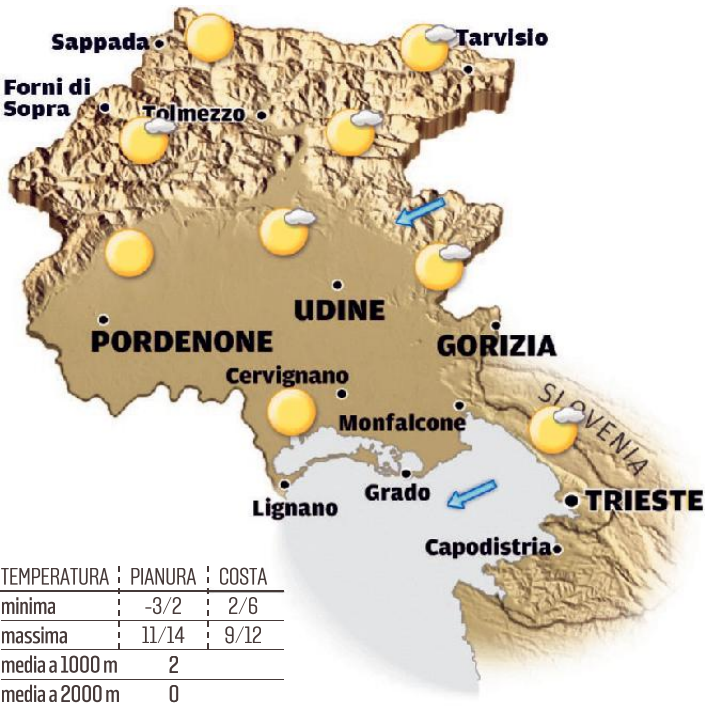 Sappada
Tarvisio
Forni di
Sopra
Tolmezzo
UDINE
PORDENONE
GORIZIA
Cervignano
SLOVENIA
Monfalcone
Grado
Lignano
TRIESTE
Capodistria
TEMPERATURA PIANURA COSTA
minima -3/2 2/6
massima 11/14 9/12
media a 1000 m 2
media a 2000 m 0